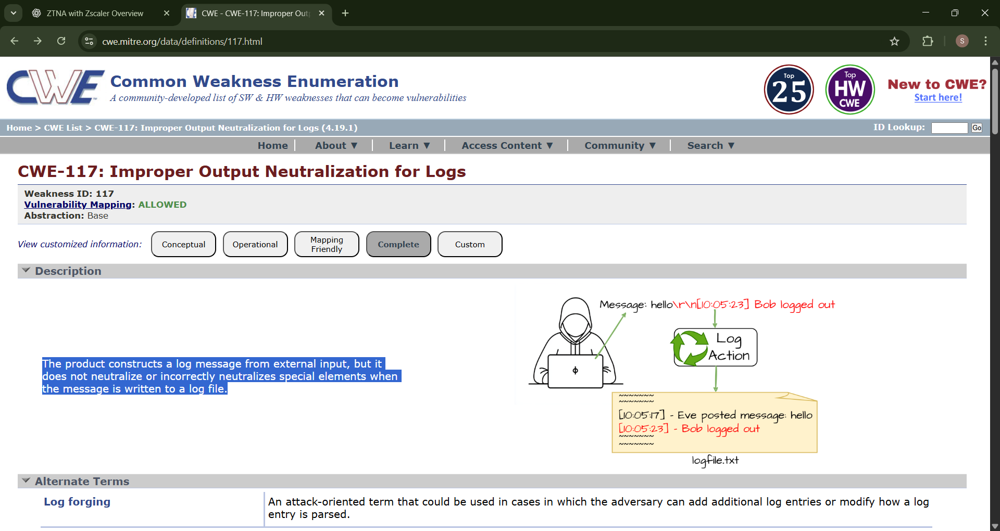 ZTNA with Zscaler Overview
CWE - CWE-117: Improper Out
cwe.mitre.org/data/definitions/117.html
S
CWE
Common Weakness Enumeration
A community-developed list of SW & HW weaknesses that can become vulnerabilities
Top
25
Top
HW
CWE
New to CWE?
Start here!
Home > CWE List > CWE-117: Improper Output Neutralization for Logs (4.19.1)
ID Lookup:
Go
Home
About ▼
Learn ▼
Access Content ▼
Community ▼
Search ▼
CWE-117: Improper Output Neutralization for Logs
Weakness ID: 117
Vulnerability Mapping: ALLOWED
Abstraction: Base
View customized information:
Conceptual
Operational
Mapping
Friendly
Complete
Custom
Description
The product constructs a log message from external input, but it
does not neutralize or incorrectly neutralizes special elements when
the message is written to a log file.
Message: hello\r\n[10:05:23] Bob logged out
Log
Action
~~~~~~~
~~~~~~~
[10:05:17] - Eve posted message: hello
[10:05:23] - Bob logged out
~~~~~~~
~~~~~~~
logfile.txt
Alternate Terms
Log forging
An attack-oriented term that could be used in cases in which the adversary can add additional log entries or modify how a log
entry is parsed.